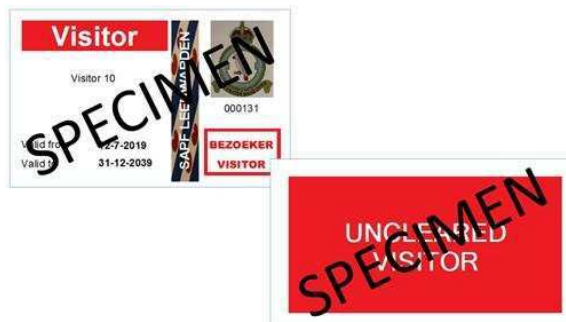 Visitor
Visitor 10
SAPF LEEUWARDEN
000131
Valid from 12-7-2019
Valid to 31-12-2039
BEZOEKER
VISITOR
SPECIMEN
UNCLEARED
VISITOR
SPECIMEN